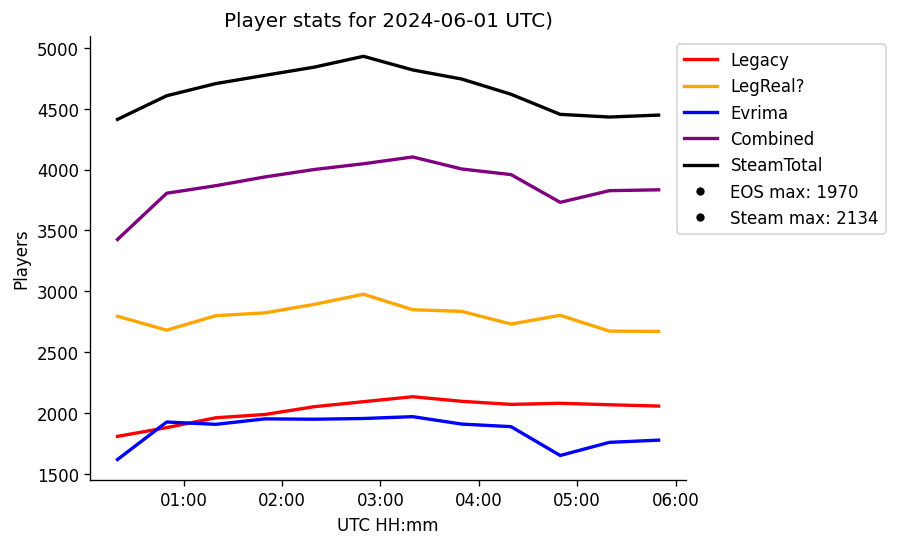 Player stats for 2024-06-01 UTC)
5000
4500
4000
3500
3000
2500
2000
1500
Players
01:00 02:00 03:00 04:00 05:00 06:00
UTC HH:mm
Legacy
LegReal?
Evrima
Combined
SteamTotal
EOS max: 1970
Steam max: 2134